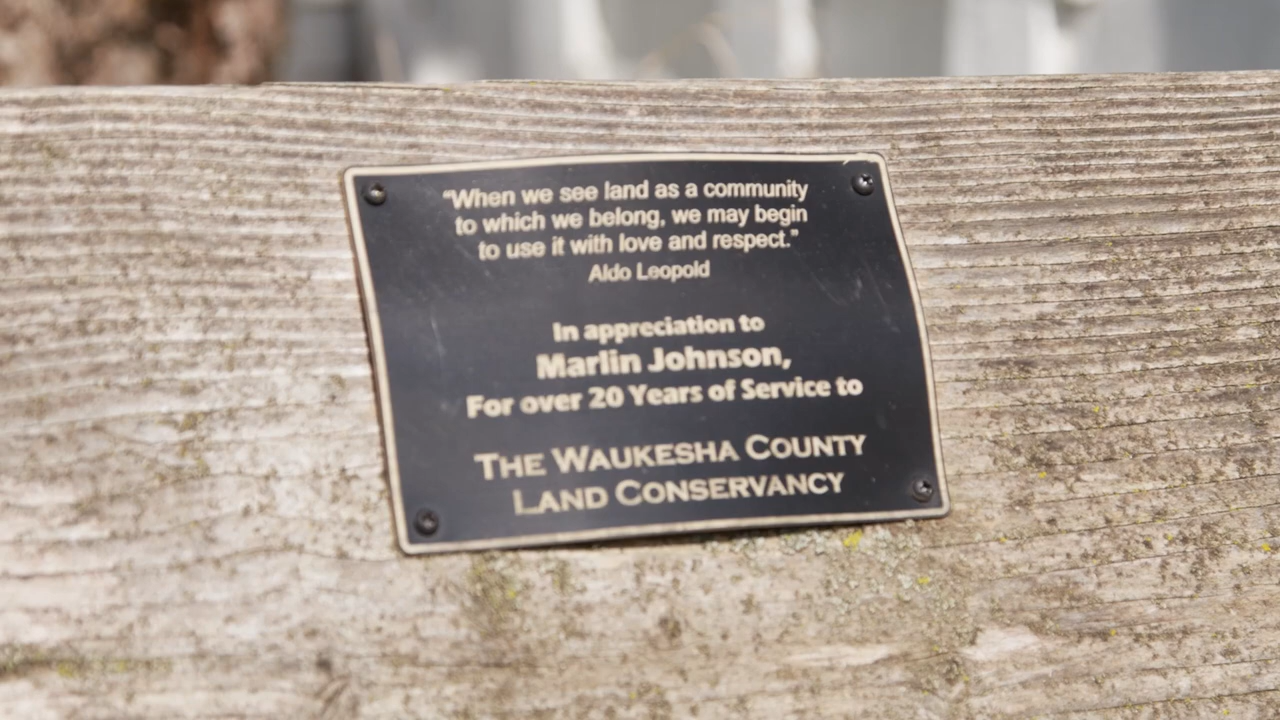 “When we see land as a community
to which we belong, we may begin
to use it with love and respect.”
Aldo Leopold
In appreciation to
Marlin Johnson,
For over 20 Years of Service to
THE WAUKESHA COUNTY
LAND CONSERVANCY